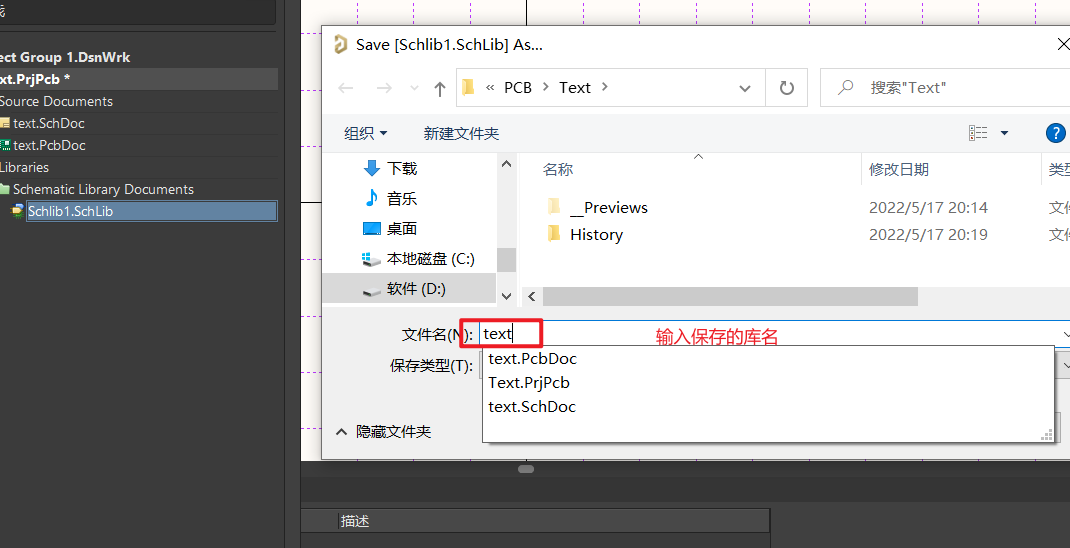 Save [Schlib1.SchLib] As...
ect Group 1.DsnWrk
xt.PrjPcb *
Source Documents
text.SchDoc
text.PcbDoc
Libraries
Schematic Library Documents
Schlib1.SchLib
« PCB > Text >
搜索"Text"
组织
新建文件夹
?
下载
音乐
桌面
本地磁盘 (C:)
软件 (D:)
名称
修改日期
类型
__Previews
2022/5/17 20:14
文件
History
2022/5/17 20:19
文件
文件名(N):
text
输入保存的库名
保存类型(T):
text.PcbDoc
Text.PrjPcb
text.SchDoc
隐藏文件夹
描述